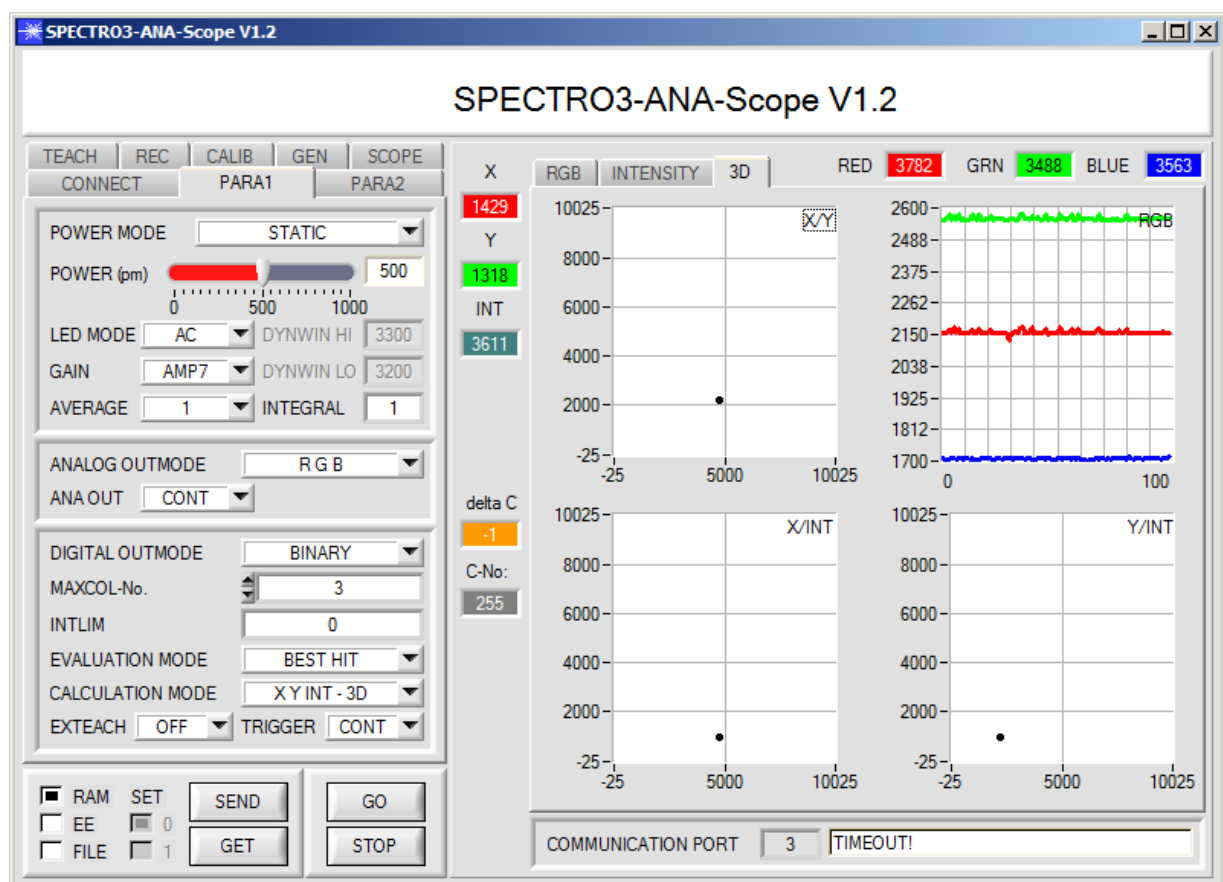 SPECTRO3-ANA-Scope V1.2
SPECTRO3-ANA-Scope V1.2
TEACH REC CALIB GEN SCOPE
CONNECT PARA1 PARA2
POWER MODE STATIC
POWER (pm) 500
0 500 1000
LED MODE AC DYNWIN HI 3300
GAIN AMP7 DYNWIN LO 3200
AVERAGE 1 INTEGRAL 1
ANALOG OUTMODE R G B
ANA OUT CONT
DIGITAL OUTMODE BINARY
MAXCOL-No. 3
INTLIM 0
EVALUATION MODE BEST HIT
CALCULATION MODE X Y INT - 3D
EXTEACH OFF TRIGGER CONT
RAM SET SEND GO
EE 0
FILE 1 GET STOP
X
1429
Y
1318
INT
3611
delta C
-1
C-No:
255
RGB INTENSITY 3D RED 3782 GRN 3488 BLUE 3563
X/Y
10025
8000
6000
4000
2000
-25
-25 5000 10025
RGB
2600
2488
2375
2262
2150
2038
1925
1812
1700
0 100
X/INT
10025
8000
6000
4000
2000
-25
-25 5000 10025
Y/INT
10025
8000
6000
4000
2000
-25
-25 5000 10025
COMMUNICATION PORT 3 TIMEOUT!